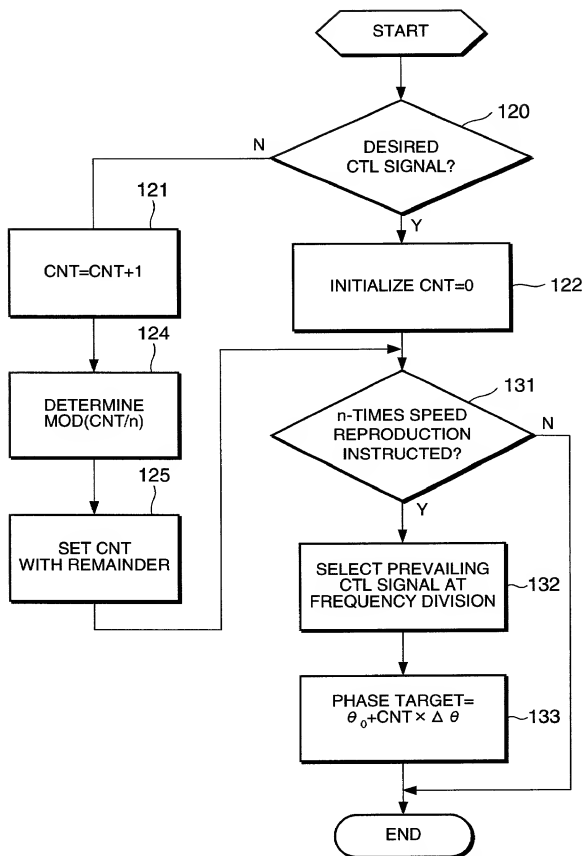 START
120
DESIRED
CTL SIGNAL?
N
Y
121
CNT=CNT+1
INITIALIZE CNT=0
122
124
DETERMINE
MOD(CNT/n)
131
n-TIMES SPEED
REPRODUCTION
INSTRUCTED?
N
Y
125
SET CNT
WITH REMAINDER
SELECT PREVAILING
CTL SIGNAL AT
FREQUENCY DIVISION
132
PHASE TARGET=
θ₀+CNT × Δ θ
133
END